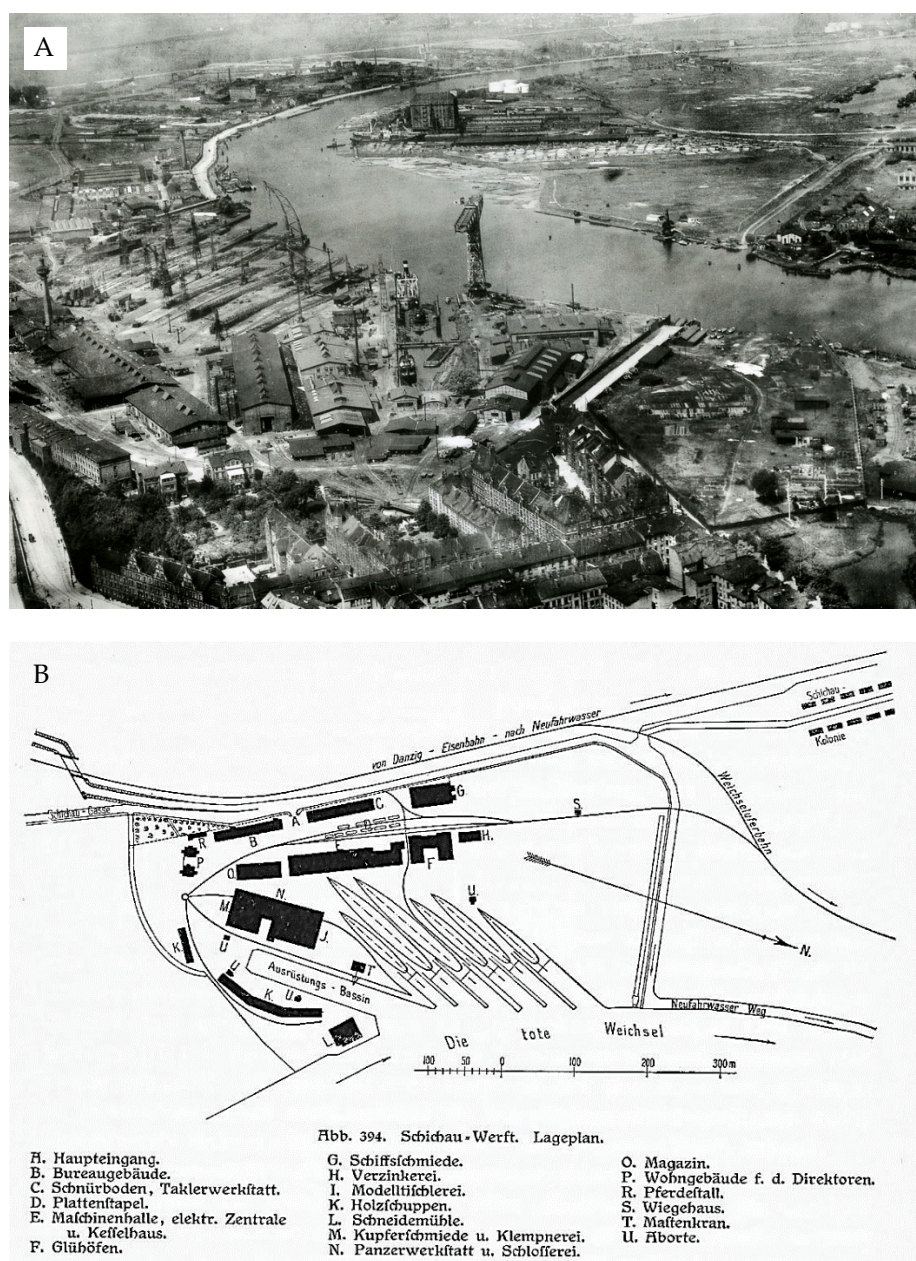 A
B
Schichau-
Kolonie
von Danzig - Eisenbahn - nach Neufahrwasser
Weichseluferbahn
Schichau-Gasse
A
C
G.
S.
R
B
D
E
H.
P
O.
F
N.
M
U.
N.
K
J.
U
U
T
Ausrüstungs-Bassin
K.
U.
Neufahrwasser Weg
L
Die tote Weichsel
100 50 0 100 200 300 m
Abb. 394. Schichau-Werft. Lageplan.
A. Haupteingang.
B. Bureaugebäude.
C. Schnürboden, Taklerwerkstatt.
D. Plattenstapel.
E. Maschinenhalle, elektr. Zentrale
u. Kesselhaus.
F. Glühöfen.
G. Schiffsschmiede.
H. Verzinkerei.
I. Modelltischlerei.
K. Holzschuppen.
L. Schneidemühle.
M. Kupferschmiede u. Klempnerei.
N. Panzerwerkstatt u. Schlosserei.
O. Magazin.
P. Wohngebäude f. d. Direktoren.
R. Pferdestall.
S. Wiegehaus.
T. Mastenkran.
U. Aborte.